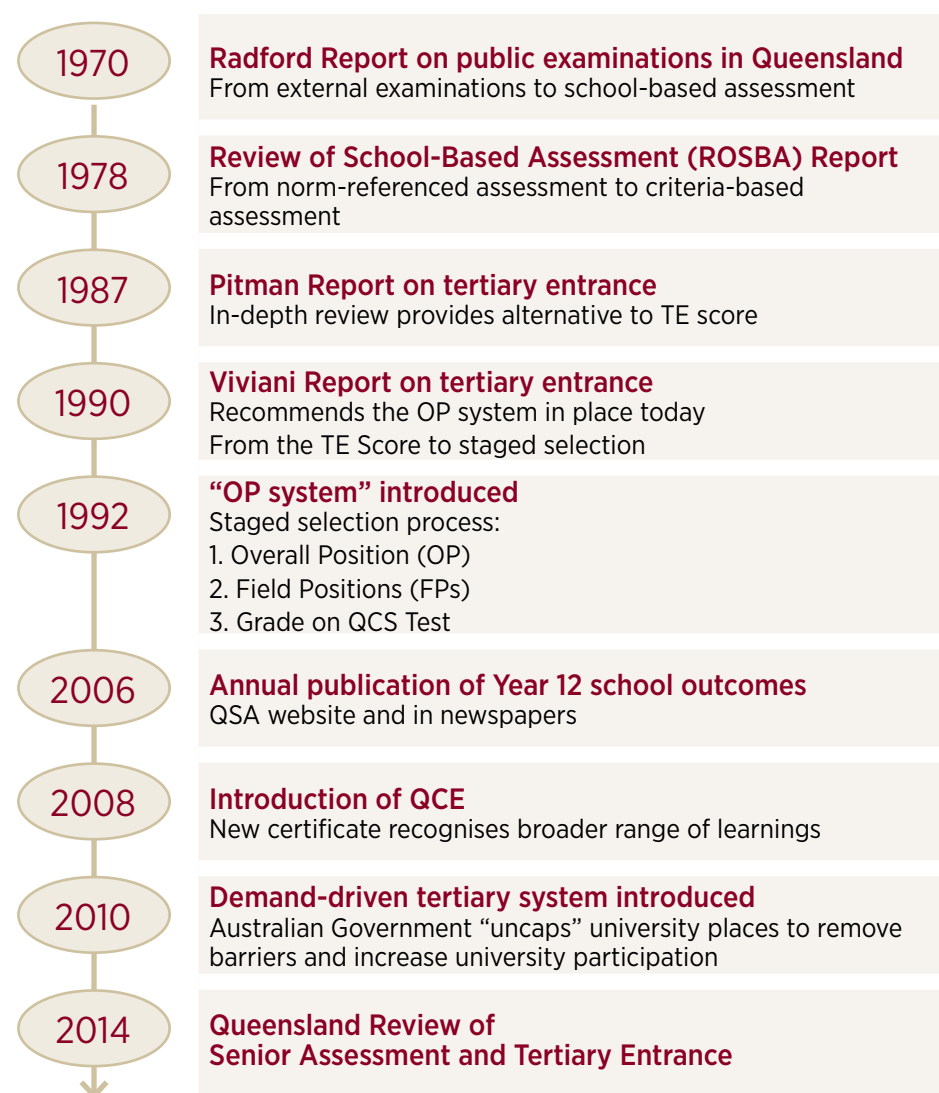 1970
Radford Report on public examinations in Queensland
From external examinations to school-based assessment
1978
Review of School-Based Assessment (ROSBA) Report
From norm-referenced assessment to criteria-based
assessment
1987
Pitman Report on tertiary entrance
In-depth review provides alternative to TE score
1990
Viviani Report on tertiary entrance
Recommends the OP system in place today
From the TE Score to staged selection
1992
“OP system” introduced
Staged selection process:
1. Overall Position (OP)
2. Field Positions (FPs)
3. Grade on QCS Test
2006
Annual publication of Year 12 school outcomes
QSA website and in newspapers
2008
Introduction of QCE
New certificate recognises broader range of learnings
2010
Demand-driven tertiary system introduced
Australian Government “uncaps” university places to remove
barriers and increase university participation
2014
Queensland Review of
Senior Assessment and Tertiary Entrance